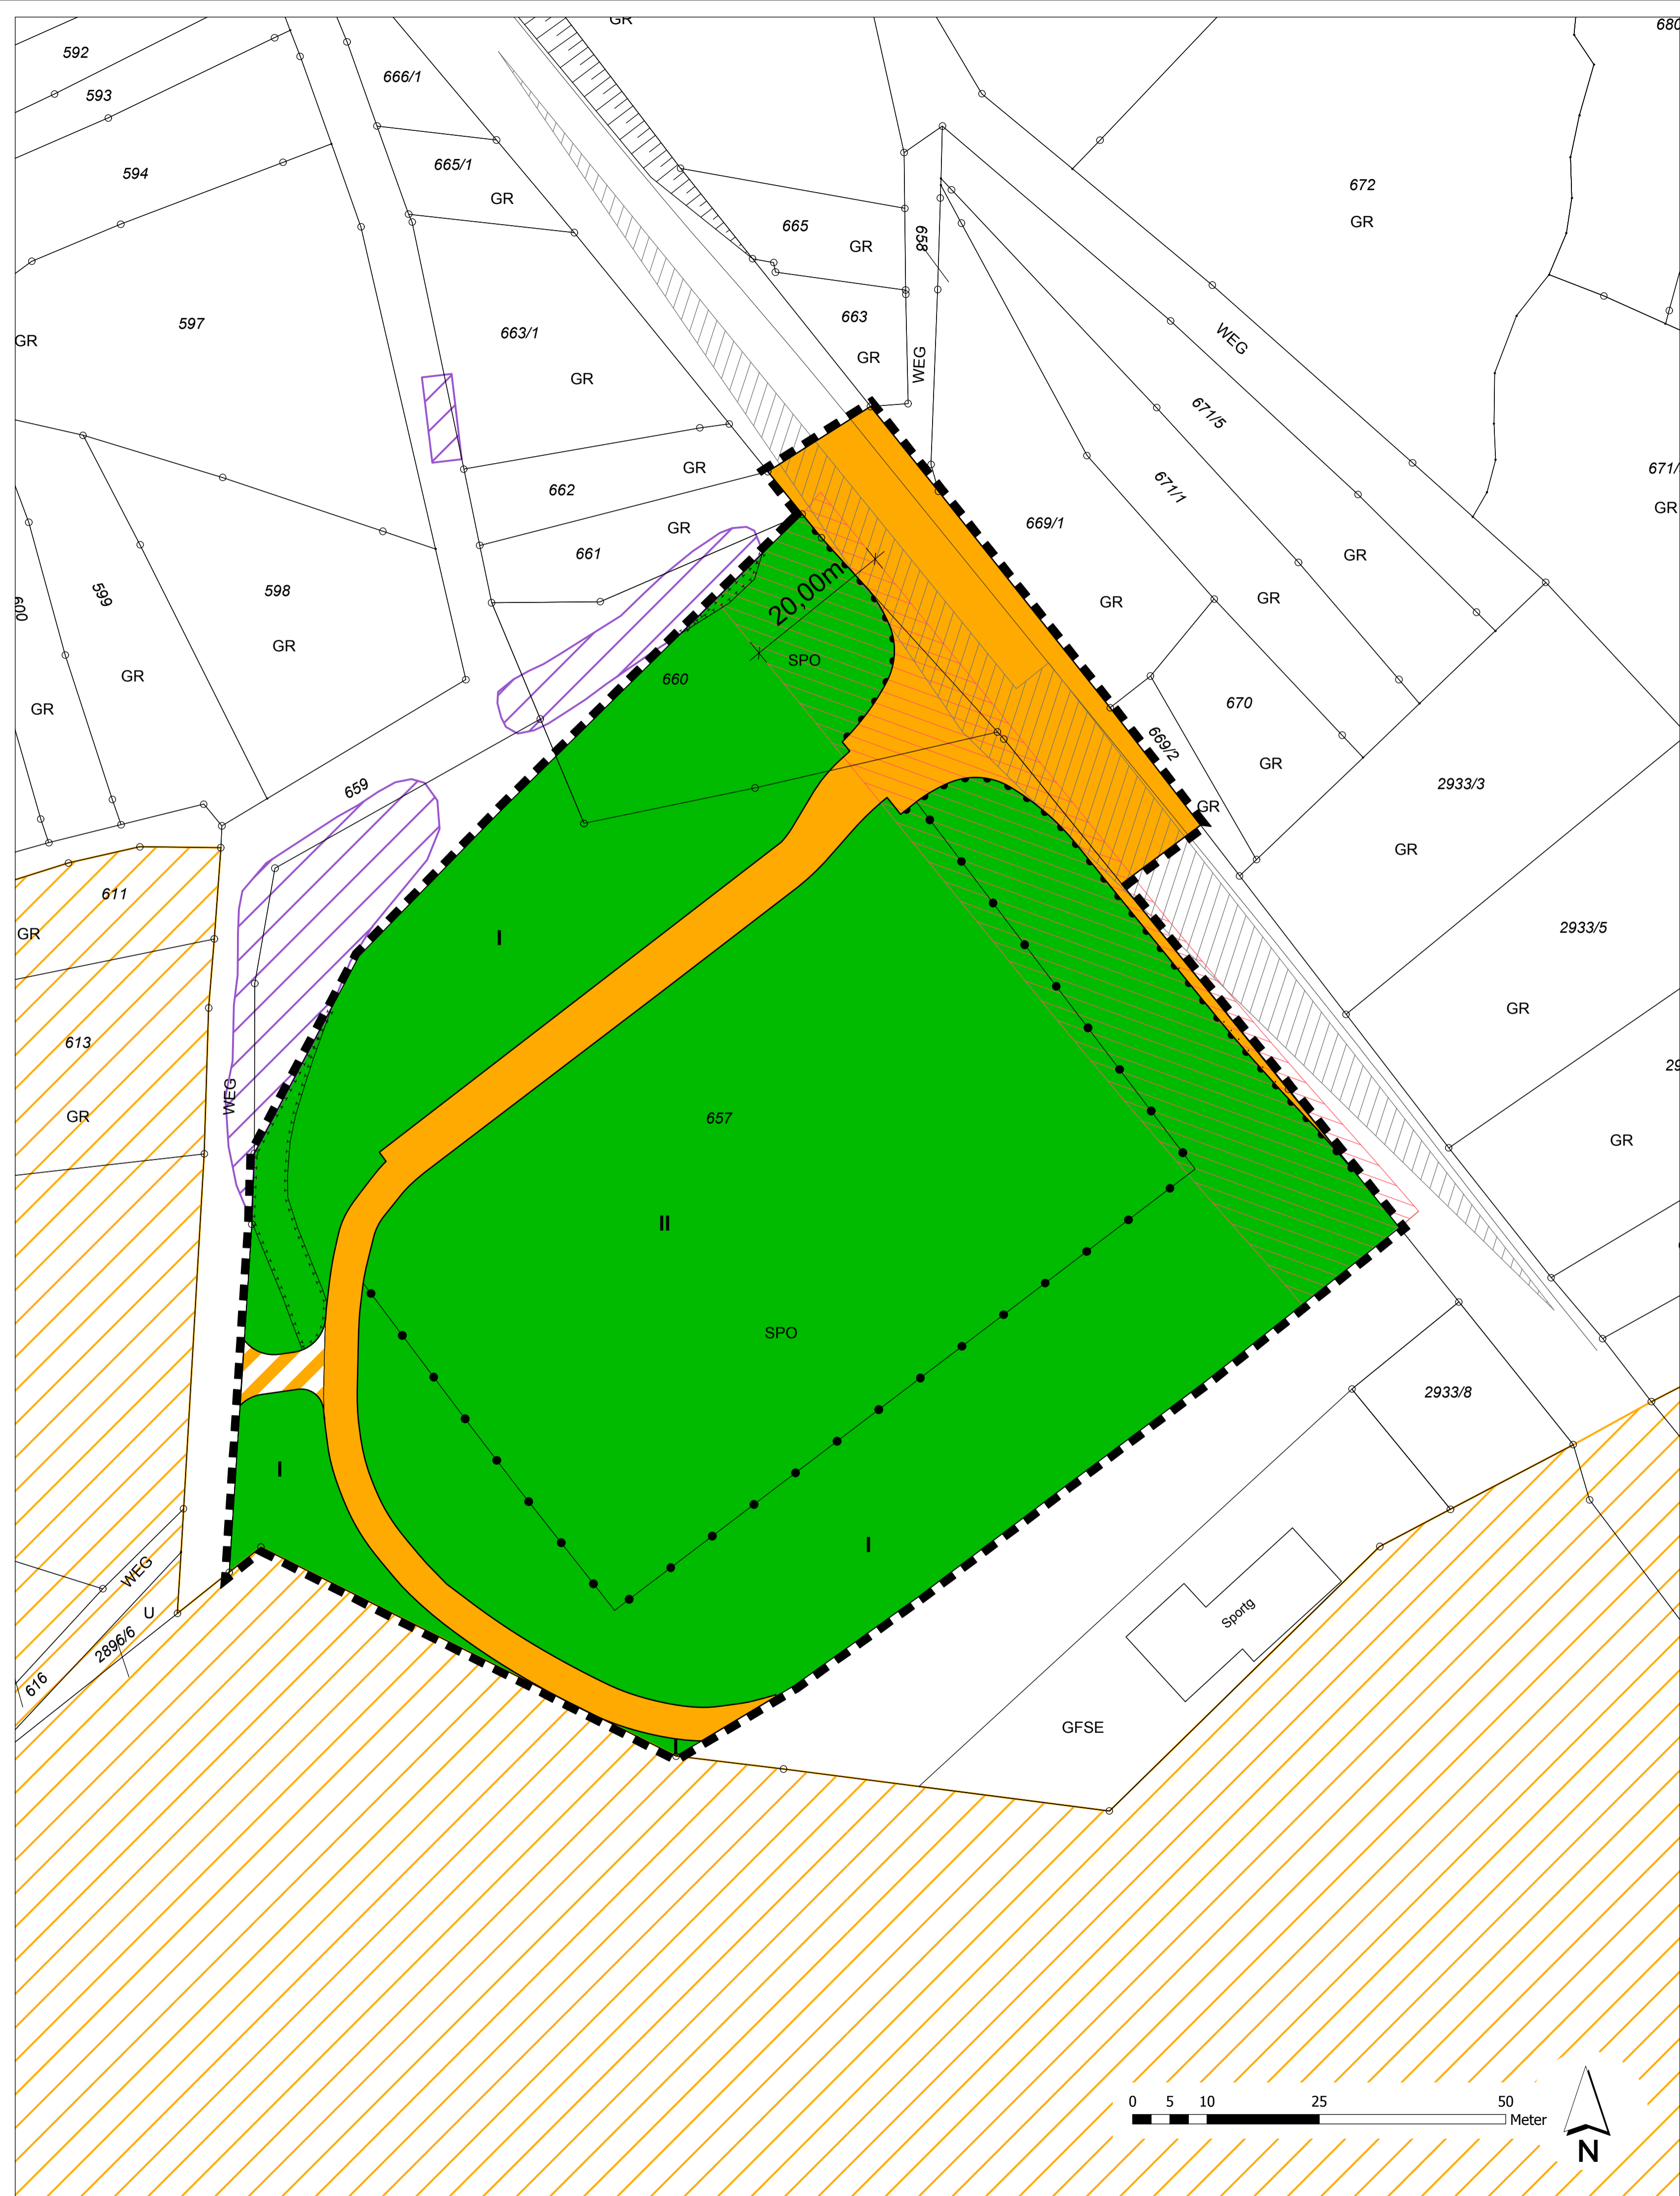 GR
680
592
666/1
593
665/1
594
GR
672
GR
665
GR
658
597
663/1
663
GR
GR
WEG
GR
WEG
671/5
662
GR
671/1
671/
GR
661
GR
669/1
GR
599
598
600
GR
GR
GR
GR
GR
20,00m
SPO
660
670
669/2
GR
659
GR
2933/3
GR
611
GR
I
2933/5
GR
613
GR
WEG
657
29
GR
II
SPO
2933/8
I
I
WEG
U
2896/6
616
Sportg
GFSE
I
0 5 10 25 50
Meter
N